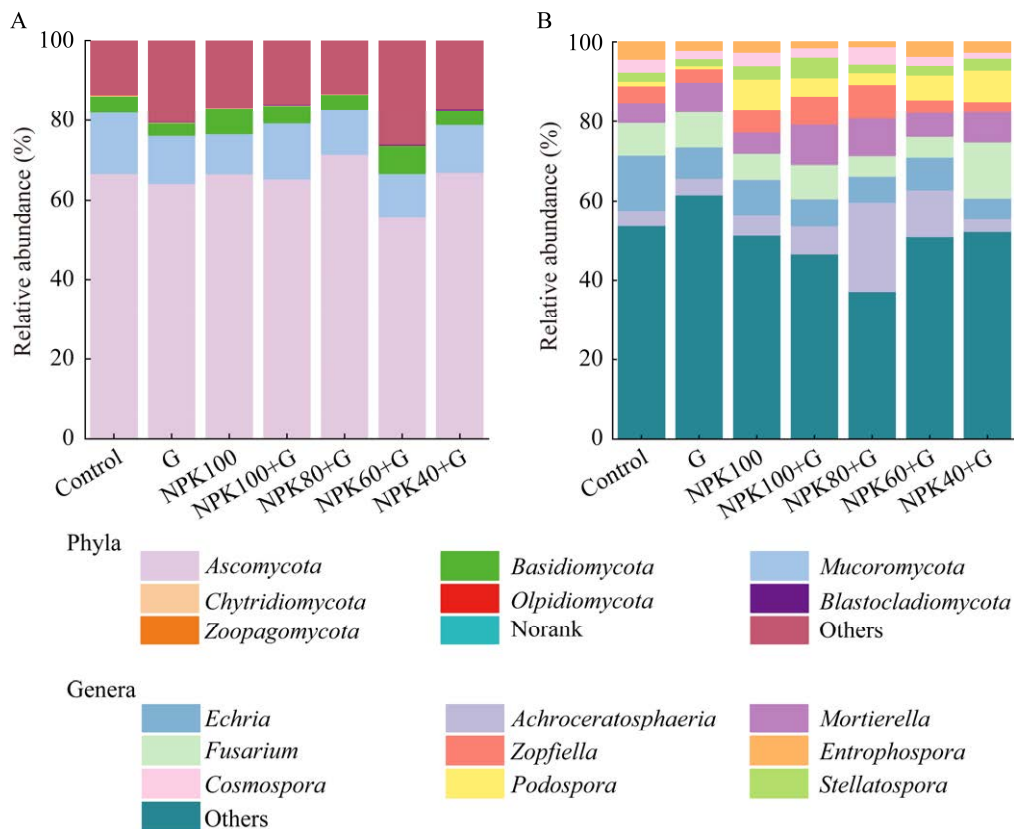 A
B
100
80
60
40
20
0
Relative abundance (%)
Control
G
NPK100
NPK100+G
NPK80+G
NPK60+G
NPK40+G
100
80
60
40
20
0
Relative abundance (%)
Control
G
NPK100
NPK100+G
NPK80+G
NPK60+G
NPK40+G
Phyla
Ascomycota Basidiomycota Mucoromycota
Chytridiomycota Olpidiomycota Blastocladiomycota
Zoopagomycota Norank Others
Genera
Echria Achroceratosphaeria Mortierella
Fusarium Zopfiella Entrophospora
Cosmospora Podospora Stellatospora
Others